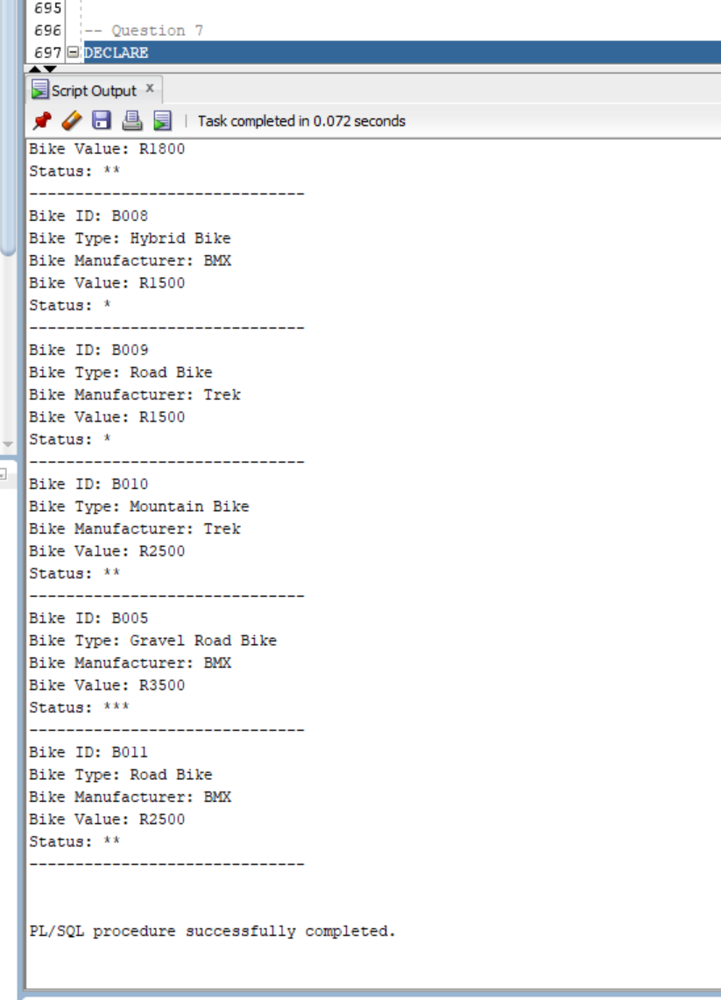 695
696 -- Question 7
697 DECLARE
Script Output x
Task completed in 0.072 seconds
Bike Value: R1800
Status: **
------------------------------
Bike ID: B008
Bike Type: Hybrid Bike
Bike Manufacturer: BMX
Bike Value: R1500
Status: *
------------------------------
Bike ID: B009
Bike Type: Road Bike
Bike Manufacturer: Trek
Bike Value: R1500
Status: *
------------------------------
Bike ID: B010
Bike Type: Mountain Bike
Bike Manufacturer: Trek
Bike Value: R2500
Status: **
------------------------------
Bike ID: B005
Bike Type: Gravel Road Bike
Bike Manufacturer: BMX
Bike Value: R3500
Status: ***
------------------------------
Bike ID: B011
Bike Type: Road Bike
Bike Manufacturer: BMX
Bike Value: R2500
Status: **
------------------------------
PL/SQL procedure successfully completed.